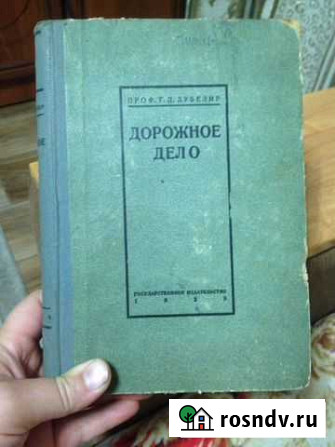 ПРОФ. Г. Д. ДУБЕЛИР
ДОРОЖНОЕ
ДЕЛО
ГОСУДАРСТВЕННОЕ ИЗДАТЕЛЬСТВО
rosndv.ru